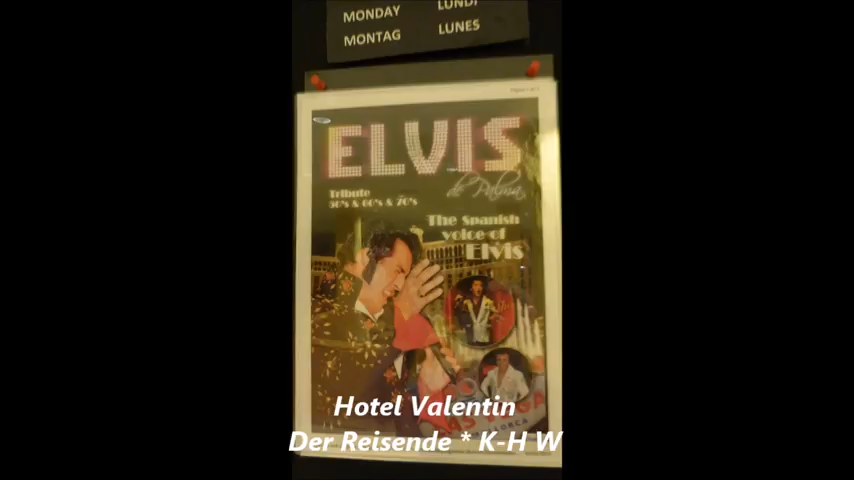 MONDAY LUNDI
MONTAG LUNES
ELVIS
de Palma
Tribute
50's & 60's & 70's
The Spanish
voice of
Elvis
Hotel Valentin
Der Reisende * K-H W